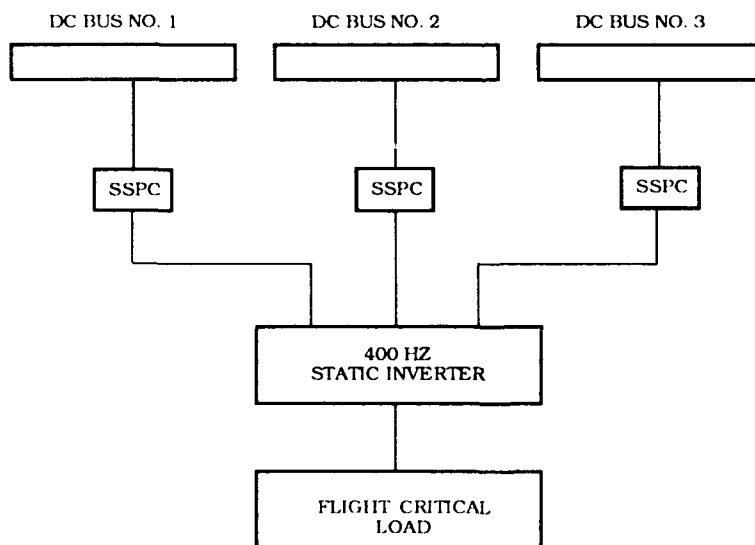 DC BUS NO. 1
DC BUS NO. 2
DC BUS NO. 3
SSPC
SSPC
SSPC
400 HZ
STATIC INVERTER
FLIGHT CRITICAL
LOAD